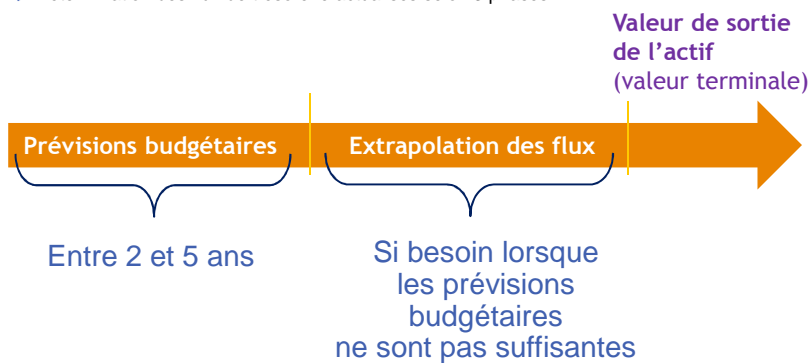 Valeur de sortie
de l'actif
(valeur terminale)
Prévisions budgétaires
Extrapolation des flux
Entre 2 et 5 ans
Si besoin lorsque
les prévisions
budgétaires
ne sont pas suffisantes